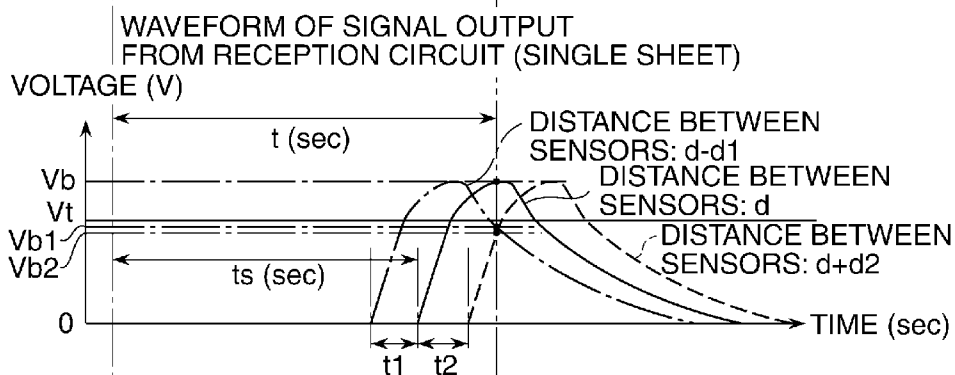 WAVEFORM OF SIGNAL OUTPUT
FROM RECEPTION CIRCUIT (SINGLE SHEET)
VOLTAGE (V)
t (sec)
DISTANCE BETWEEN
SENSORS: d-d1
Vb
DISTANCE BETWEEN
SENSORS: d
Vt
Vb1
DISTANCE BETWEEN
SENSORS: d+d2
Vb2
ts (sec)
0
TIME (sec)
t1
t2